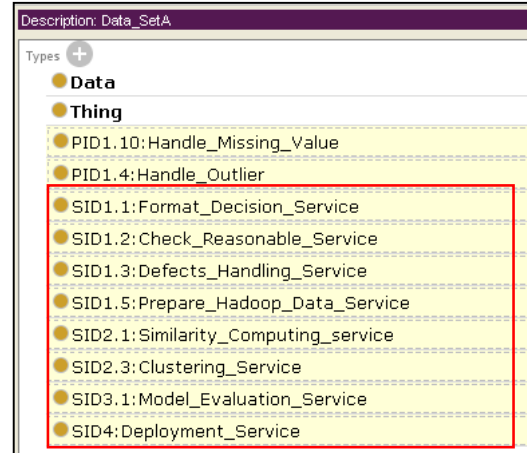 Description: Data_SetA
Types
Data
Thing
PID1.10:Handle_Missing_Value
PID1.4:Handle_Outlier
SID1.1:Format_Decision_Service
SID1.2:Check_Reasonable_Service
SID1.3:Defects_Handling_Service
SID1.5:Prepare_Hadoop_Data_Service
SID2.1:Similarity_Computing_service
SID2.3:Clustering_Service
SID3.1:Model_Evaluation_Service
SID4:Deployment_Service